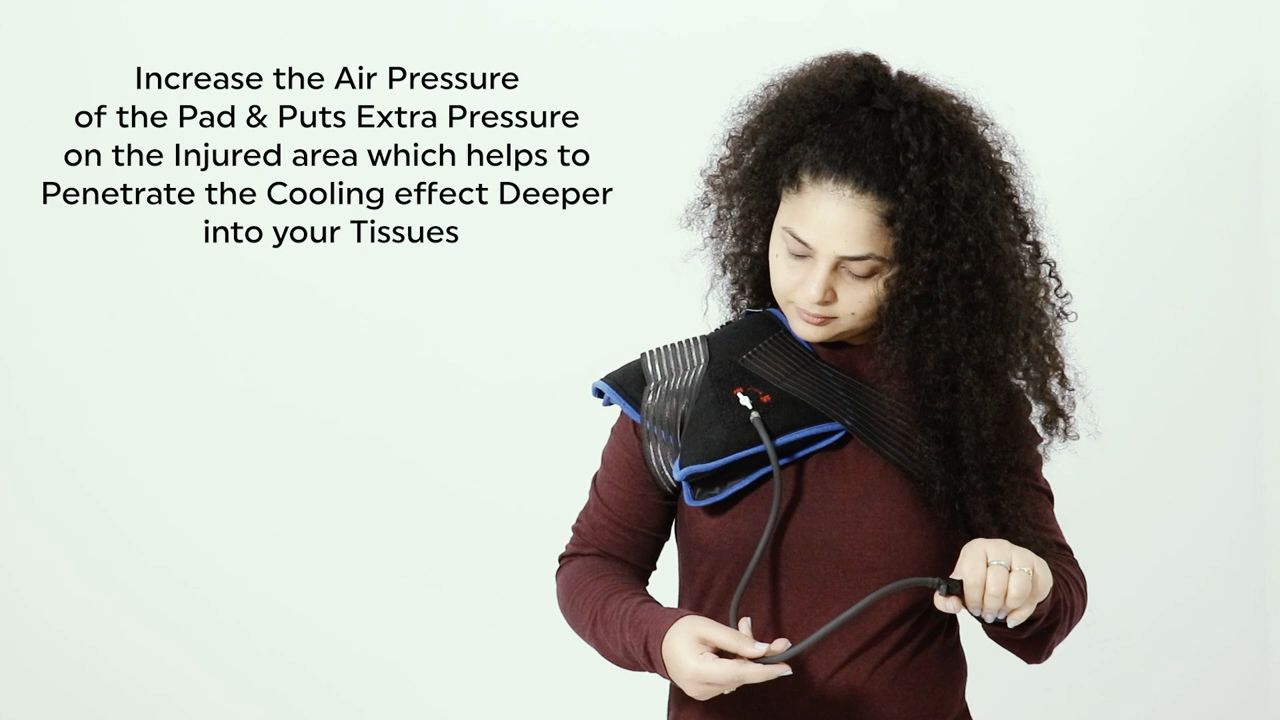 Increase the Air Pressure
of the Pad & Puts Extra Pressure
on the Injured area which helps to
Penetrate the Cooling effect Deeper
into your Tissues